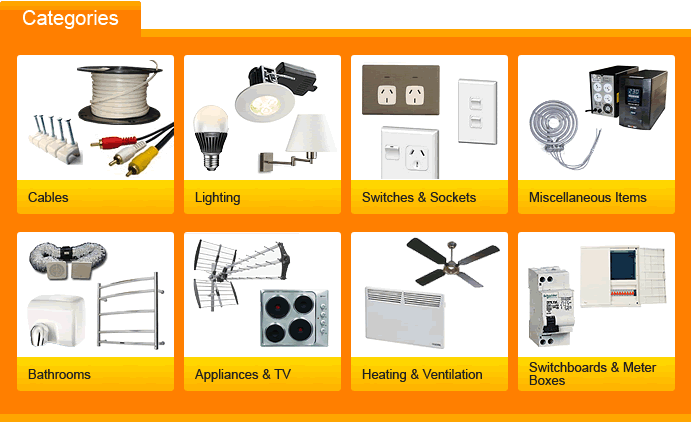 Categories
Cables
Lighting
Switches & Sockets
Miscellaneous Items
Bathrooms
Appliances & TV
Heating & Ventilation
Switchboards & Meter
Boxes